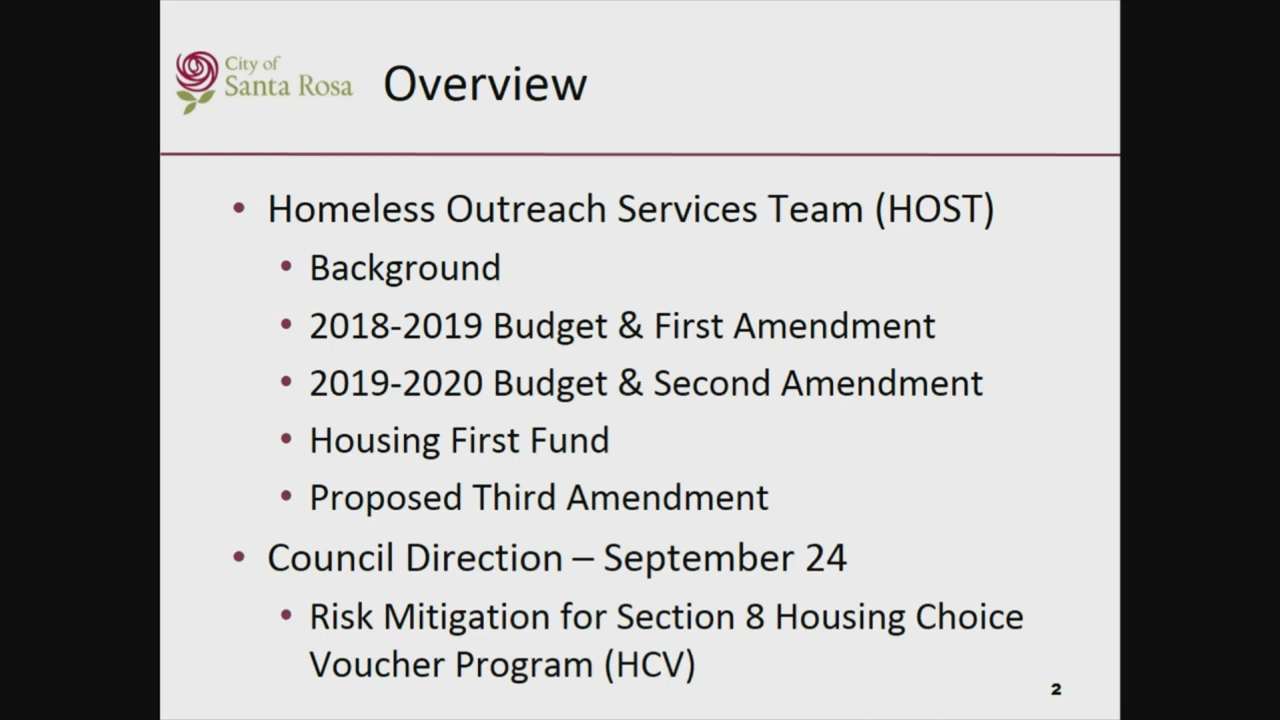 City of
Santa Rosa
Overview
• Homeless Outreach Services Team (HOST)
• Background
• 2018-2019 Budget & First Amendment
• 2019-2020 Budget & Second Amendment
• Housing First Fund
• Proposed Third Amendment
• Council Direction – September 24
• Risk Mitigation for Section 8 Housing Choice
Voucher Program (HCV)
2